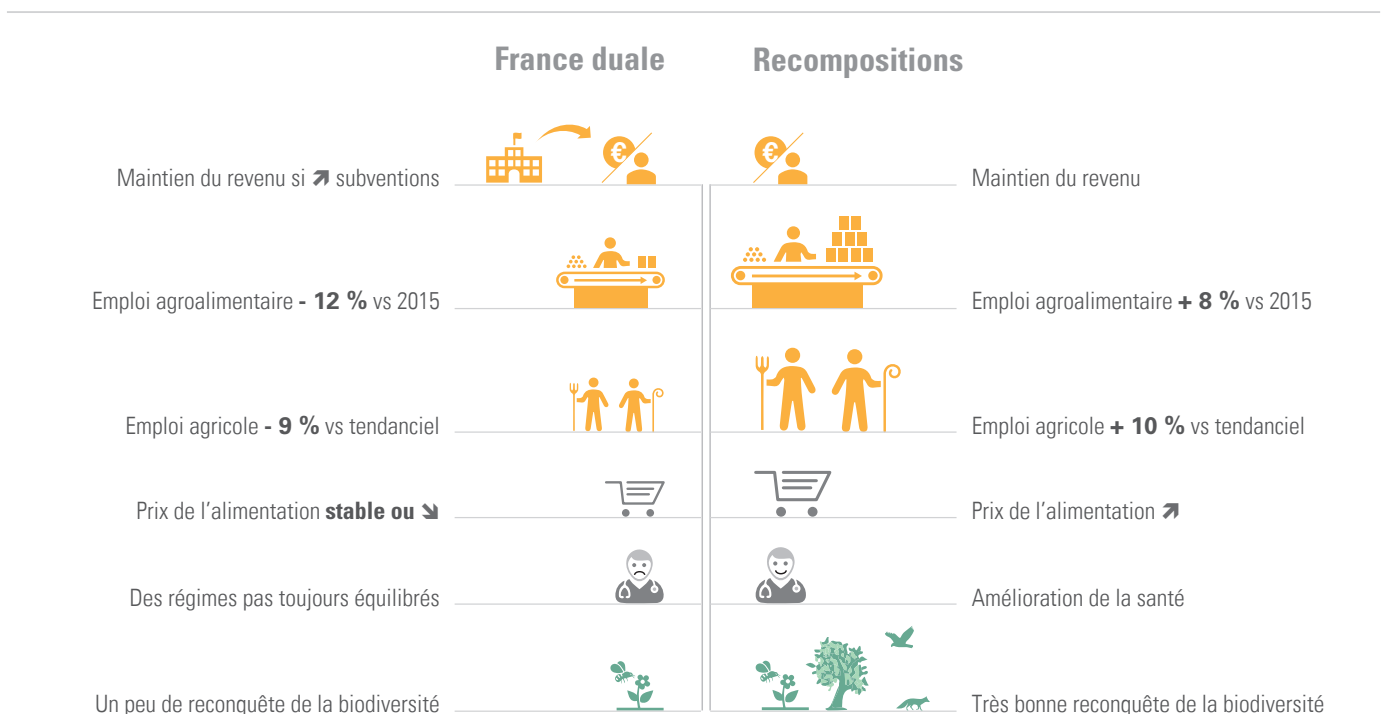 France duale
Recompositions
Maintien du revenu si ↗ subventions
Maintien du revenu
Emploi agroalimentaire - 12 % vs 2015
Emploi agroalimentaire + 8 % vs 2015
Emploi agricole - 9 % vs tendanciel
Emploi agricole + 10 % vs tendanciel
Prix de l'alimentation stable ou ↘
Prix de l'alimentation ↗
Des régimes pas toujours équilibrés
Amélioration de la santé
Un peu de reconquête de la biodiversité
Très bonne reconquête de la biodiversité